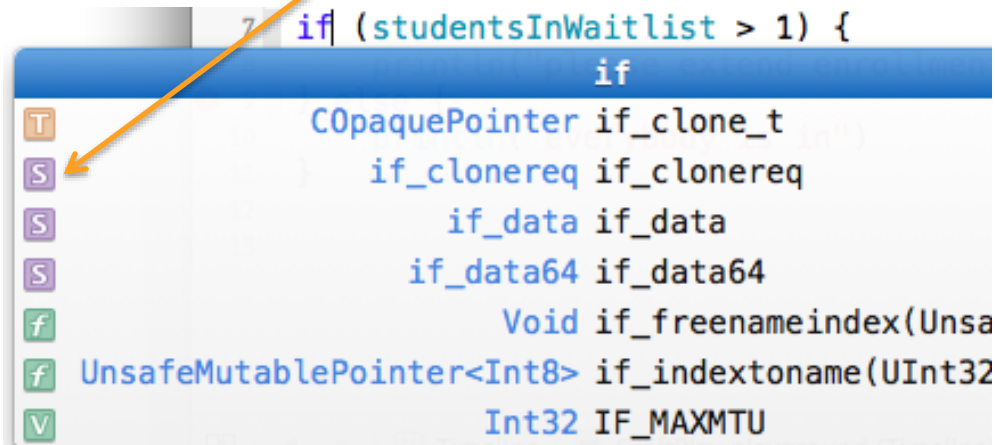 7 if (studentsInWaitlist > 1) {
if
T COpaquePointer if_clone_t
S if_clonereq if_clonereq
S if_data if_data
S if_data64 if_data64
f Void if_freenameindex(Unsa
f UnsafeMutablePointer<Int8> if_indextoname(UInt32
V Int32 IF_MAXMTU